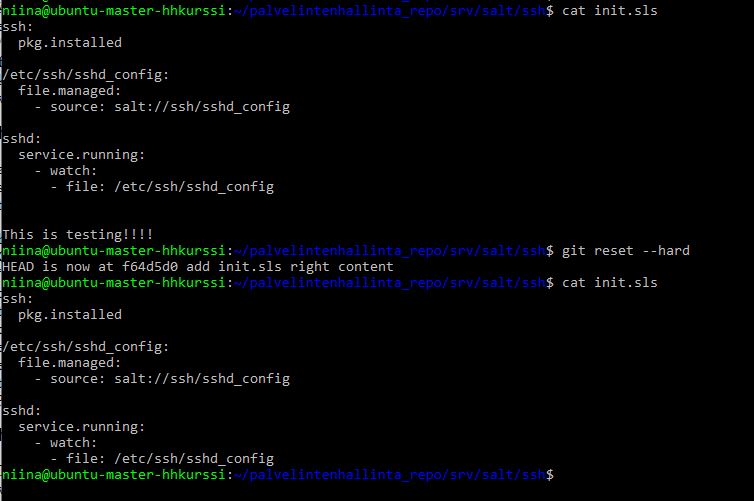 niina@ubuntu-master-hhkurssi:~/palvelintenhallinta_repo/srv/salt/ssh$ cat init.sls
ssh:
  pkg.installed
/etc/ssh/sshd_config:
  file.managed:
    - source: salt://ssh/sshd_config
sshd:
  service.running:
    - watch:
      - file: /etc/ssh/sshd_config
This is testing!!!!
niina@ubuntu-master-hhkurssi:~/palvelintenhallinta_repo/srv/salt/ssh$ git reset --hard
HEAD is now at f64d5d0 add init.sls right content
niina@ubuntu-master-hhkurssi:~/palvelintenhallinta_repo/srv/salt/ssh$ cat init.sls
ssh:
  pkg.installed
/etc/ssh/sshd_config:
  file.managed:
    - source: salt://ssh/sshd_config
sshd:
  service.running:
    - watch:
      - file: /etc/ssh/sshd_config
niina@ubuntu-master-hhkurssi:~/palvelintenhallinta_repo/srv/salt/ssh$